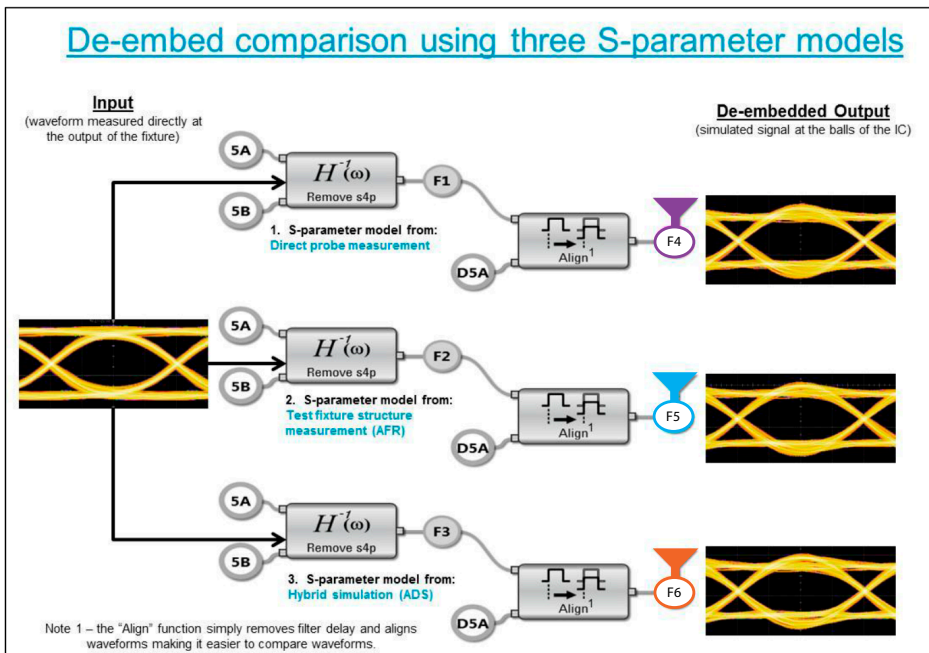 De-embed comparison using three S-parameter models
Input
(waveform measured directly at
the output of the fixture)
De-embedded Output
(simulated signal at the balls of the IC)
5A
5B
H⁻¹(ω)
Remove s4p
F1
1. S-parameter model from:
Direct probe measurement
D5A
Align¹
F4
5A
5B
H⁻¹(ω)
Remove s4p
F2
2. S-parameter model from:
Test fixture structure
measurement (AFR)
D5A
Align¹
F5
5A
5B
H⁻¹(ω)
Remove s4p
F3
3. S-parameter model from:
Hybrid simulation (ADS)
D5A
Align¹
F6
Note 1 – the “Align” function simply removes filter delay and aligns
waveforms making it easier to compare waveforms.